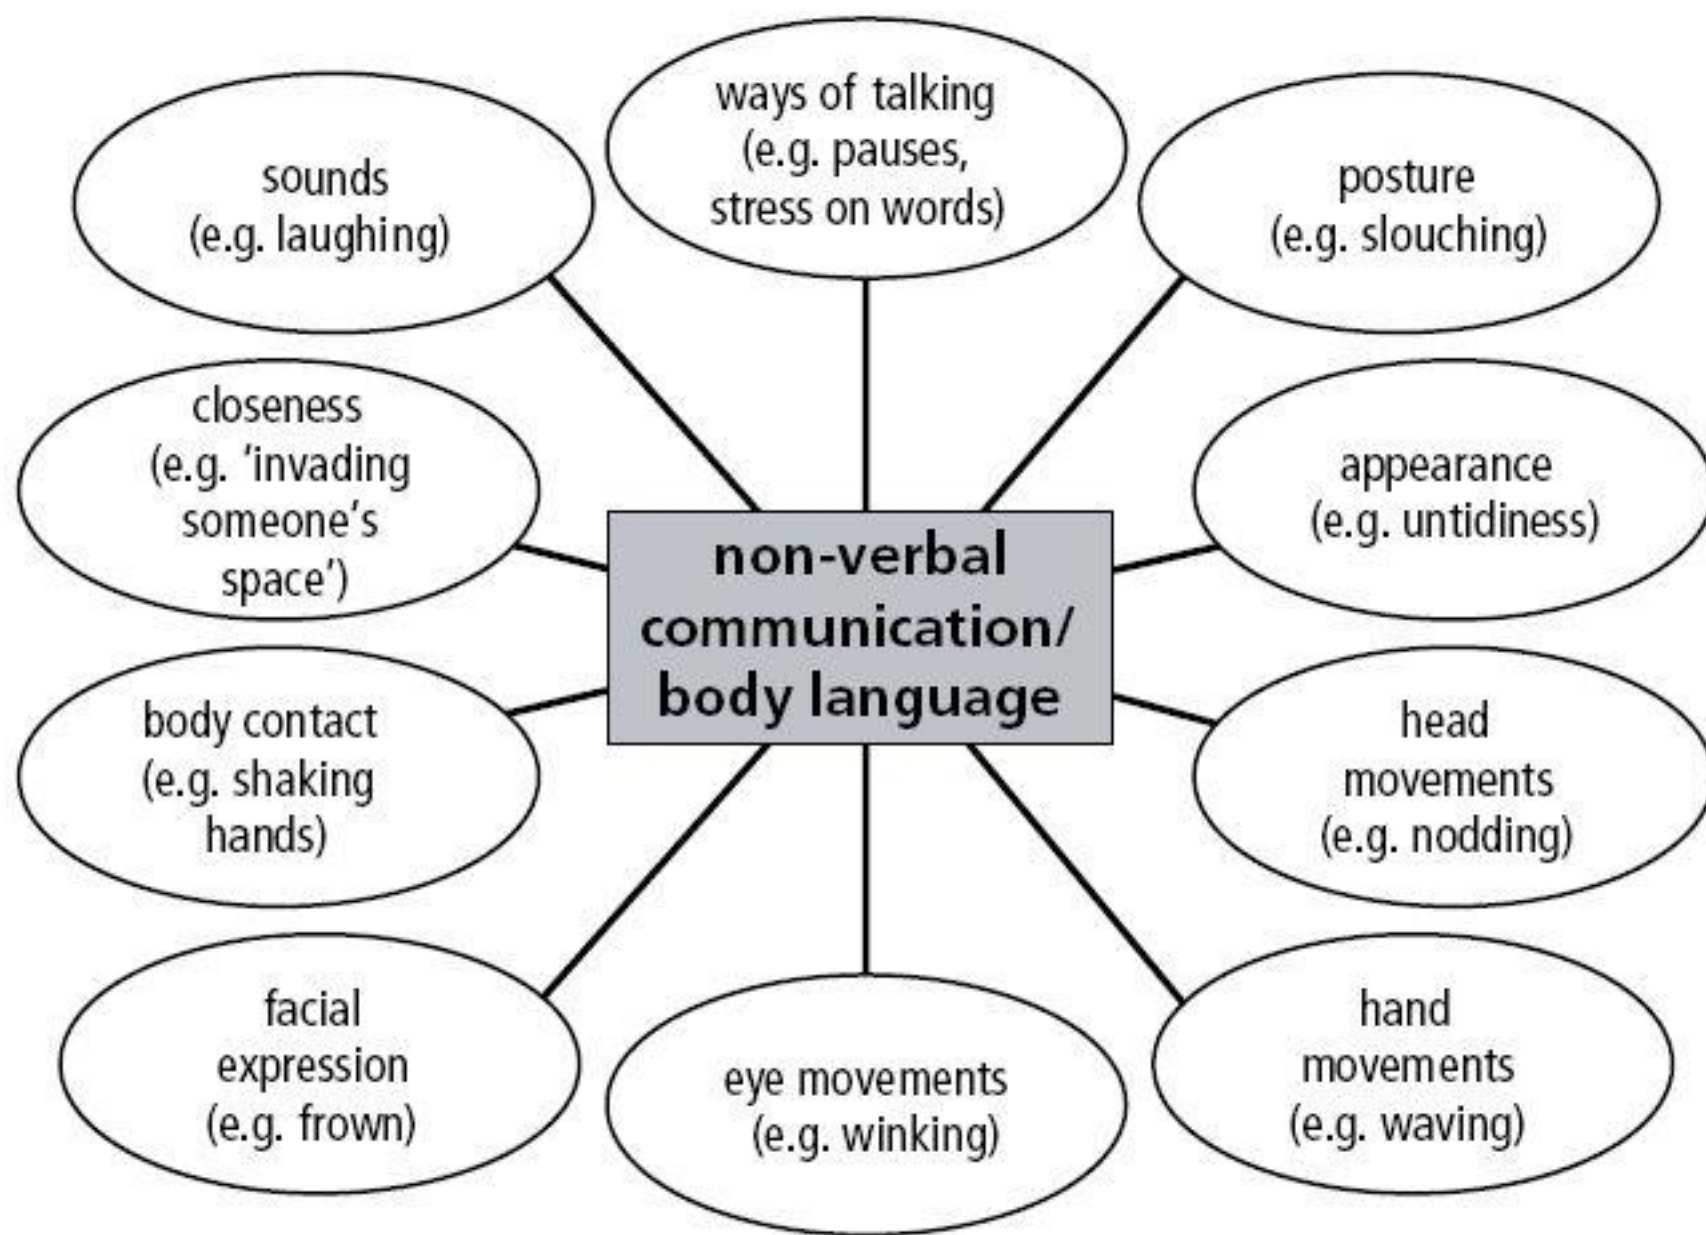 ways of talking
(e.g. pauses,
stress on words)
sounds
(e.g. laughing)
posture
(e.g. slouching)
closeness
(e.g. ‘invading
someone’s
space’)
appearance
(e.g. untidiness)
non-verbal
communication/
body language
body contact
(e.g. shaking
hands)
head
movements
(e.g. nodding)
facial
expression
(e.g. frown)
eye movements
(e.g. winking)
hand
movements
(e.g. waving)